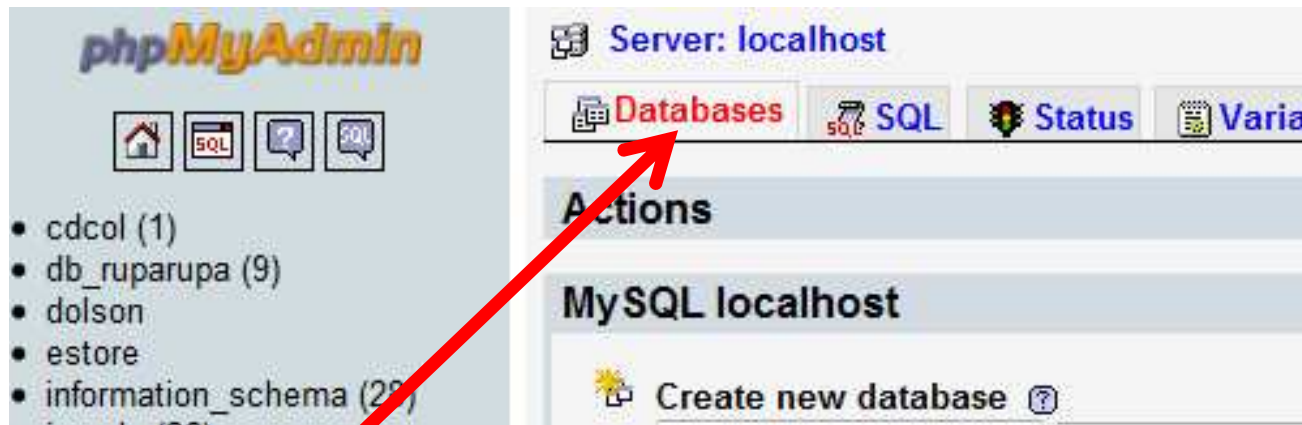 phpMyAdmin
cdcol (1)
db_ruparupa (9)
dolson
estore
information_schema (28)
Server: localhost
Databases SQL Status Varia
Actions
MySQL localhost
Create new database